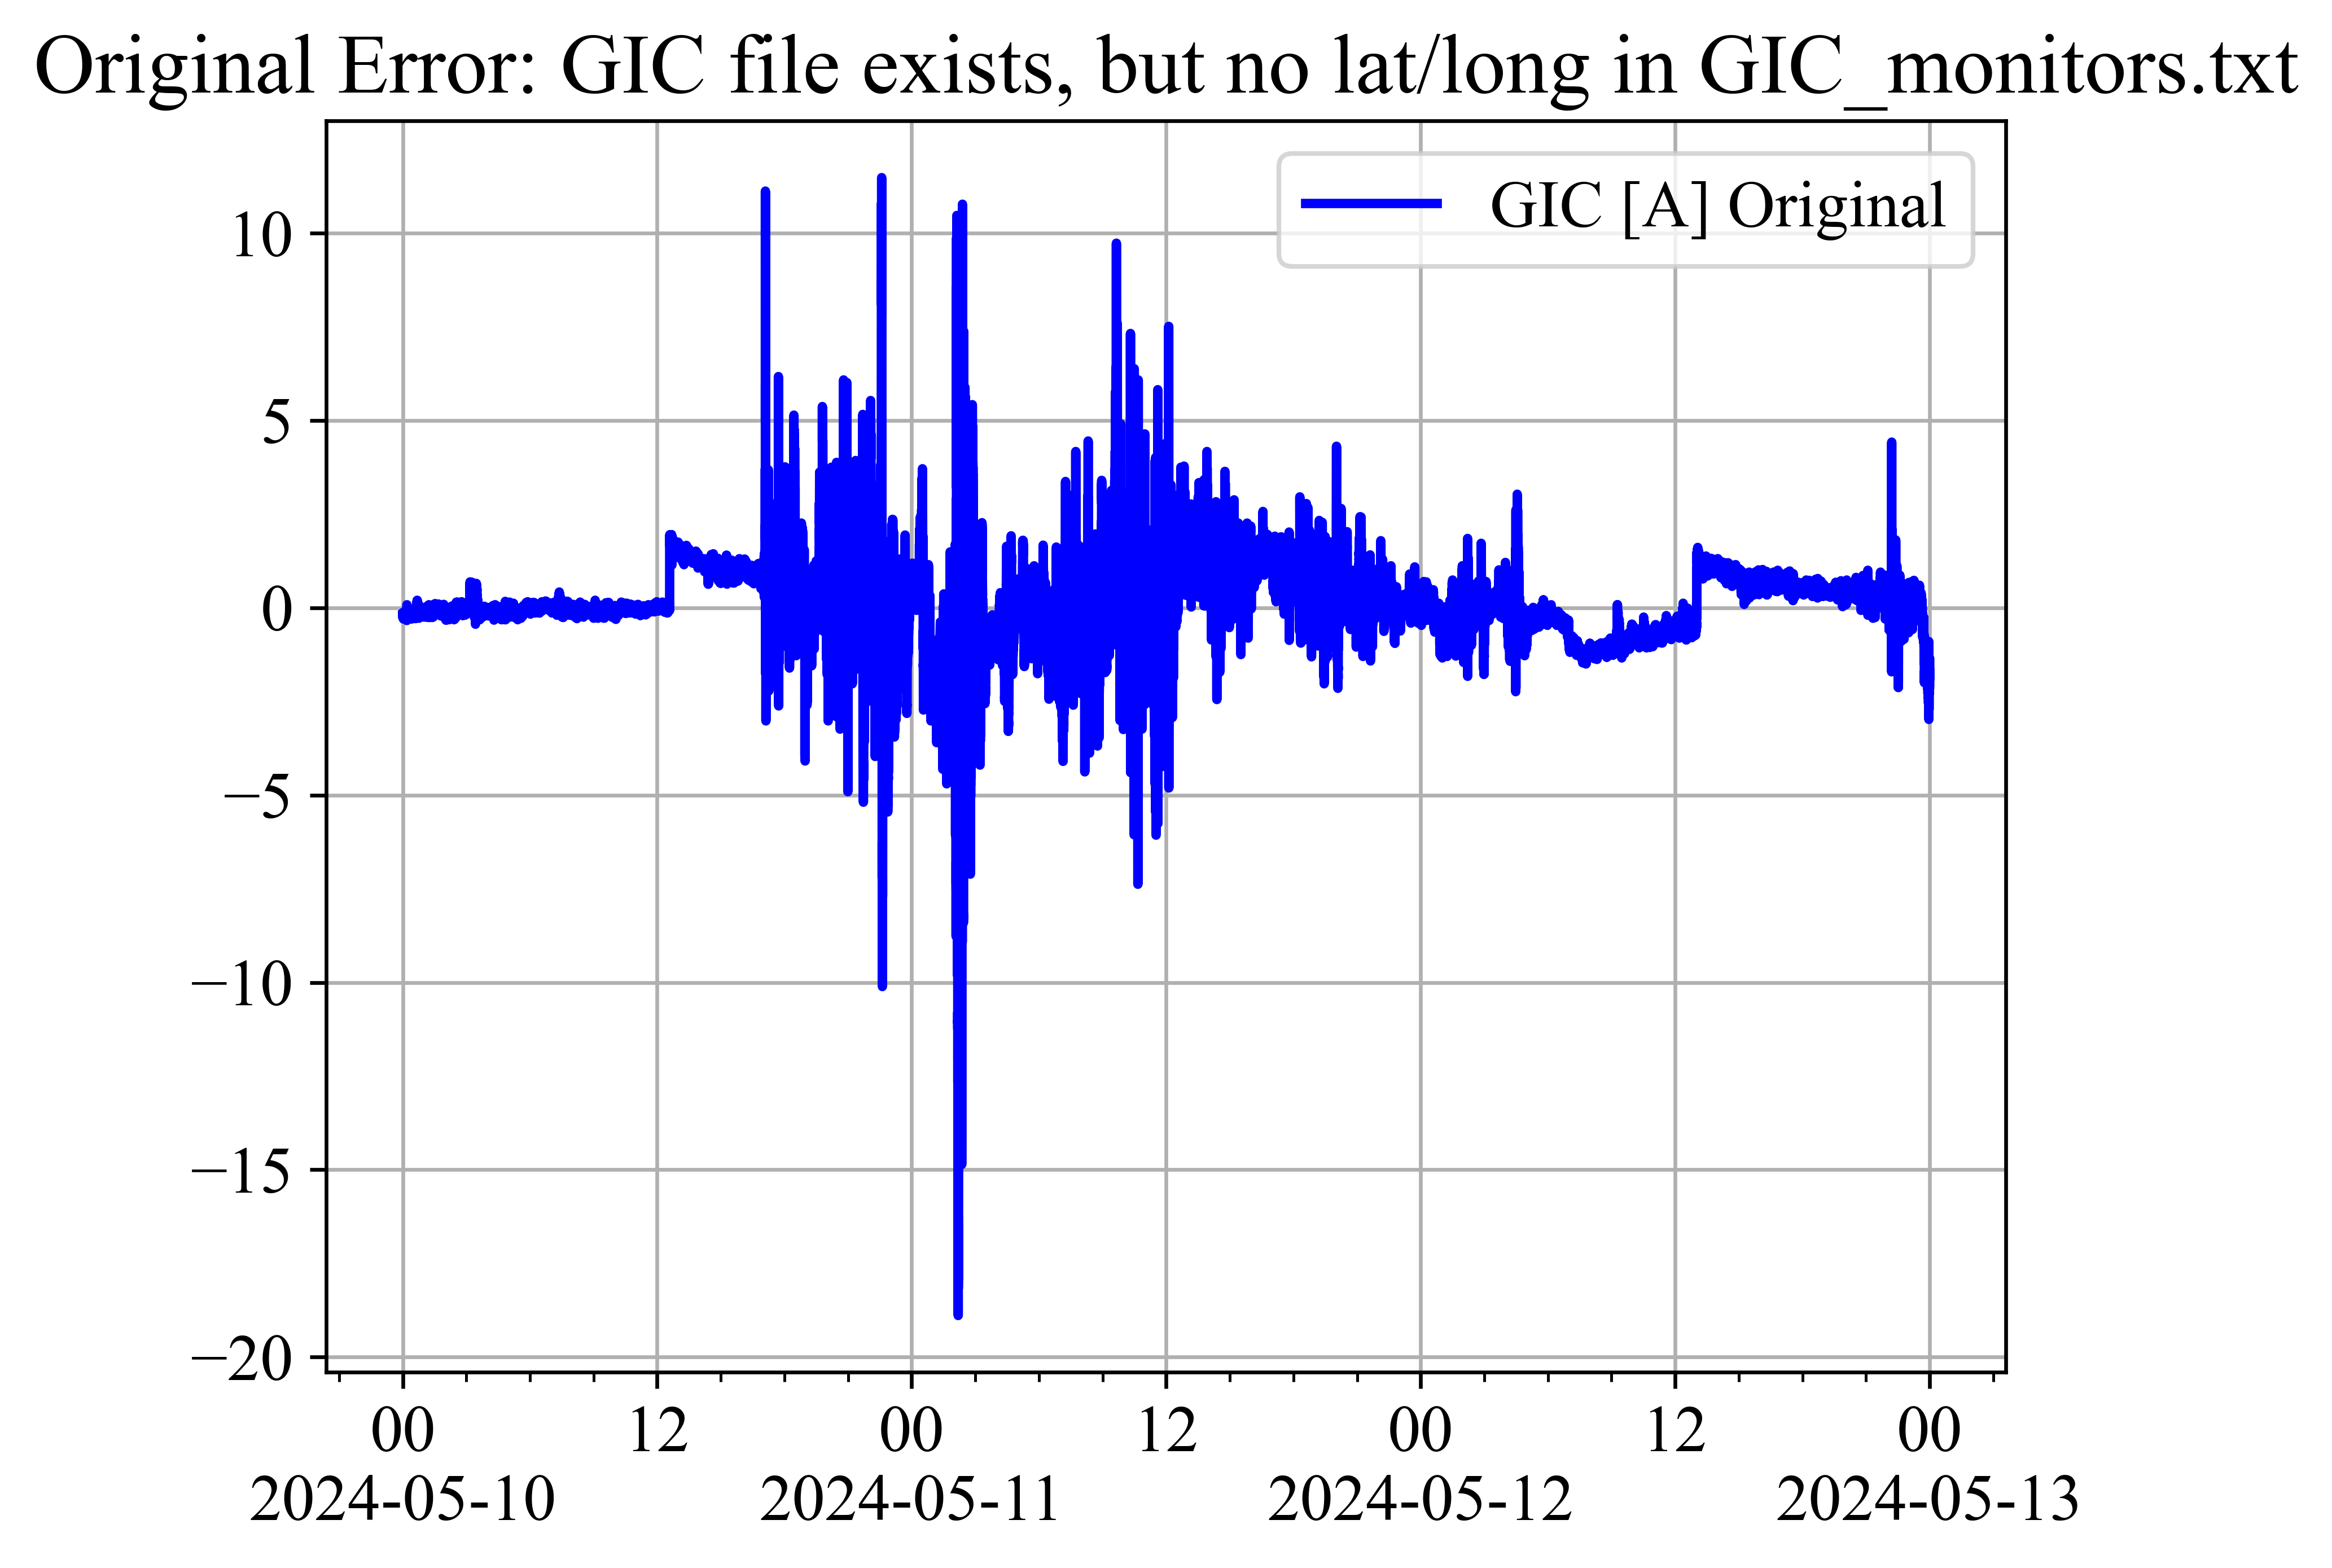 Original Error: GIC file exists, but no lat/long in GIC_monitors.txt
GIC [A] Original
10
5
0
−5
−10
−15
−20
00 12 00 12 00 12 00
2024-05-10 2024-05-11 2024-05-12 2024-05-13